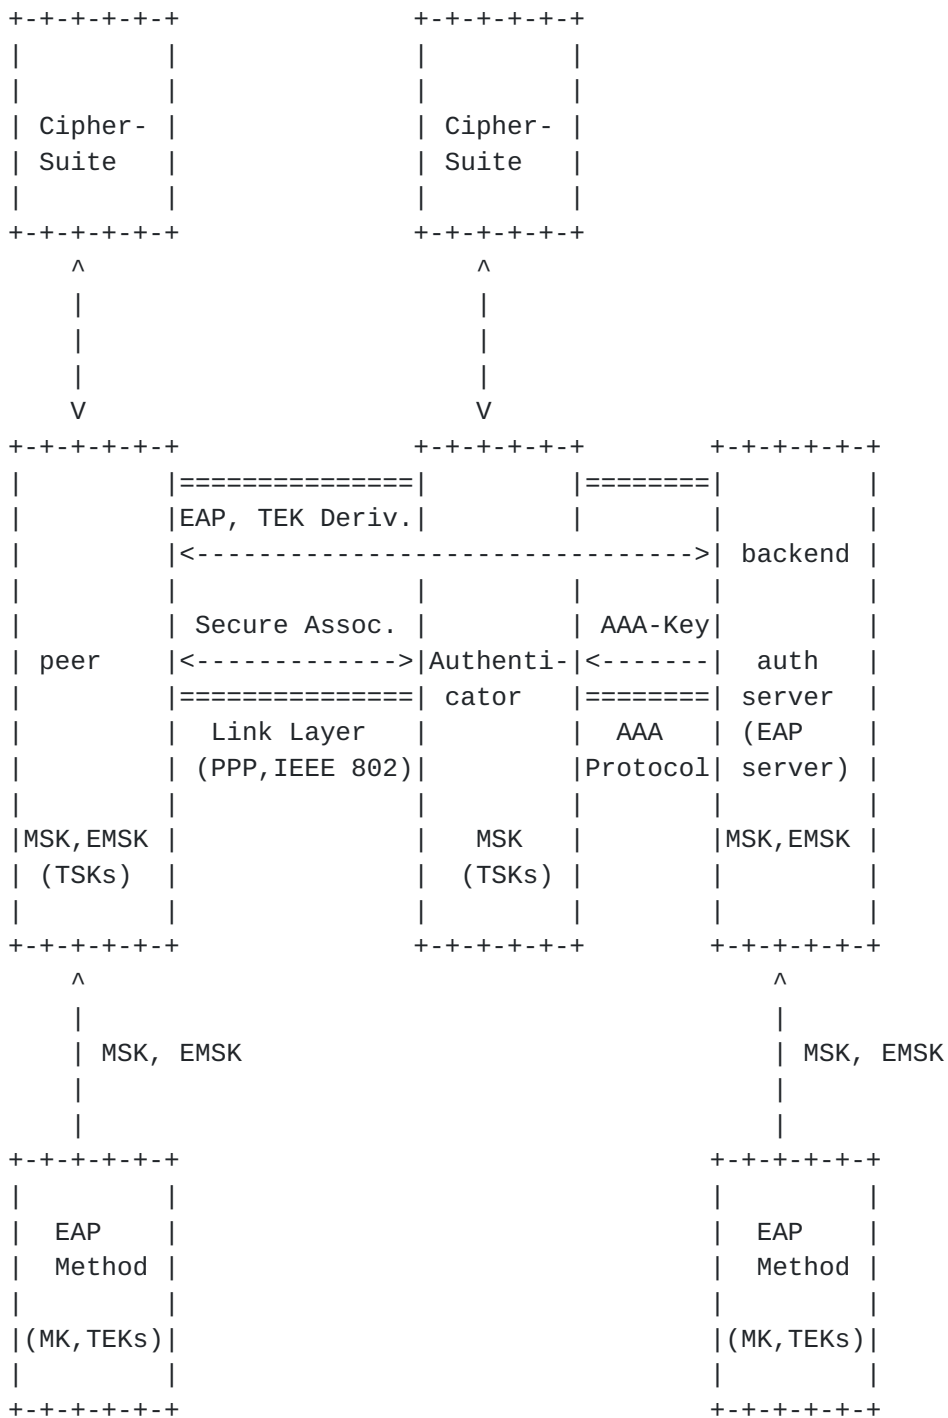 +-+-+-+-+-+               +-+-+-+-+-+
|         |               |         |
|         |               |         |
| Cipher- |               | Cipher- |
| Suite   |               | Suite   |
|         |               |         |
+-+-+-+-+-+               +-+-+-+-+-+
    ^                         ^
    |                         |
    |                         |
    |                         |
    V                         V
+-+-+-+-+-+               +-+-+-+-+-+        +-+-+-+-+-+
|         |===============|         |========|         |
|         |EAP, TEK Deriv.|         |        |         |
|         |<-------------------------------->| backend |
|         |               |         |        |         |
|         | Secure Assoc. |         | AAA-Key|         |
| peer    |<------------->|Authenti-|<-------|  auth   |
|         |===============| cator   |========| server  |
|         |  Link Layer   |         |  AAA   | (EAP    |
|         | (PPP,IEEE 802)|         |Protocol| server) |
|         |               |         |        |         |
|MSK,EMSK |               |   MSK   |        |MSK,EMSK |
| (TSKs)  |               |  (TSKs) |        |         |
|         |               |         |        |         |
+-+-+-+-+-+               +-+-+-+-+-+        +-+-+-+-+-+
    ^                                            ^
    |                                            |
    | MSK, EMSK                                  | MSK, EMSK
    |                                            |
    |                                            |
+-+-+-+-+-+                                  +-+-+-+-+-+
|         |                                  |         |
|  EAP    |                                  |  EAP    |
|  Method |                                  |  Method |
|         |                                  |         |
|(MK,TEKs)|                                  |(MK,TEKs)|
|         |                                  |         |
+-+-+-+-+-+                                  +-+-+-+-+-+